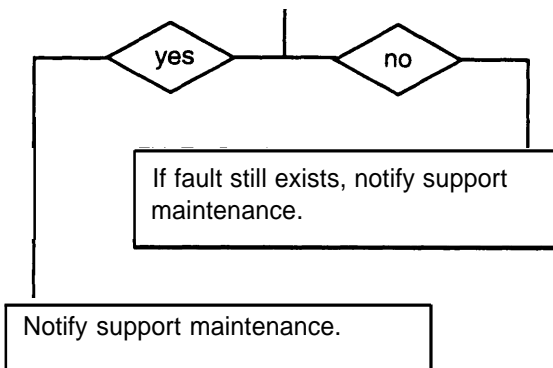 yes
no
If fault still exists, notify support
maintenance.
Notify support maintenance.